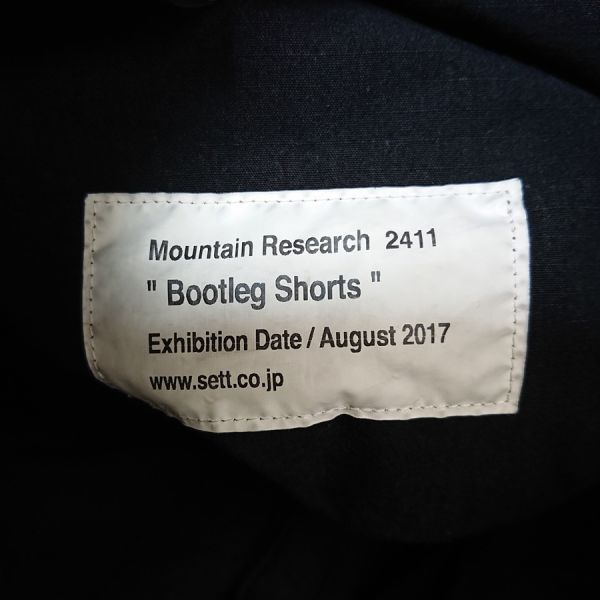 Mountain Research 2411
" Bootleg Shorts "
Exhibition Date / August 2017
www.sett.co.jp